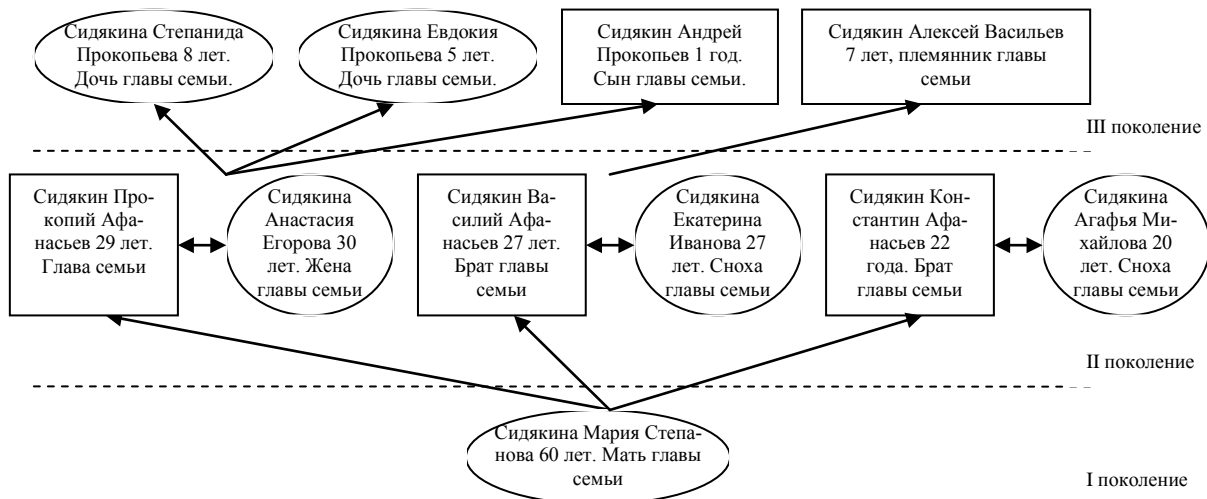 Сидякина Степанида
Прокопьева 8 лет.
Дочь главы семьи.
Сидякина Евдокия
Прокопьева 5 лет.
Дочь главы семьи.
Сидякин Андрей
Прокопьев 1 год.
Сын главы семьи.
Сидякин Алексей Васильев
7 лет, племянник главы
семьи
III поколение
Сидякин Про-
копий Афа-
насьев 29 лет.
Глава семьи
Сидякина
Анастасия
Егорова 30
лет. Жена
главы семьи
Сидякин Ва-
силий Афа-
насьев 27 лет.
Брат главы
семьи
Сидякина
Екатерина
Иванова 27
лет. Сноха
главы семьи
Сидякин Кон-
стантин Афа-
насьев 22
года. Брат
главы семьи
Сидякина
Агафья Ми-
хайлова 20
лет. Сноха
главы семьи
II поколение
Сидякина Мария Степа-
нова 60 лет. Мать главы
семьи
I поколение